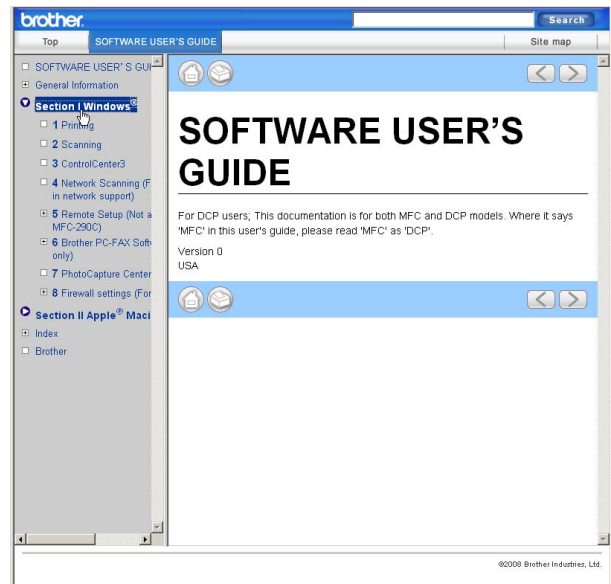 brother.
Search
Top
SOFTWARE USER'S GUIDE
Site map
SOFTWARE USER' S GUI
General Information
Section I Windows®
1 Printing
2 Scanning
3 ControlCenter3
4 Network Scanning (F
in network support)
5 Remote Setup (Not a
MFC-290C)
6 Brother PC-FAX Soft
only)
7 PhotoCapture Center
8 Firewall settings (For
Section II Apple® Maci
Index
Brother
SOFTWARE USER'S
GUIDE
For DCP users; This documentation is for both MFC and DCP models. Where it says
'MFC' in this user's guide, please read 'MFC' as 'DCP'.
Version 0
USA
©2008 Brother Industries, Ltd.